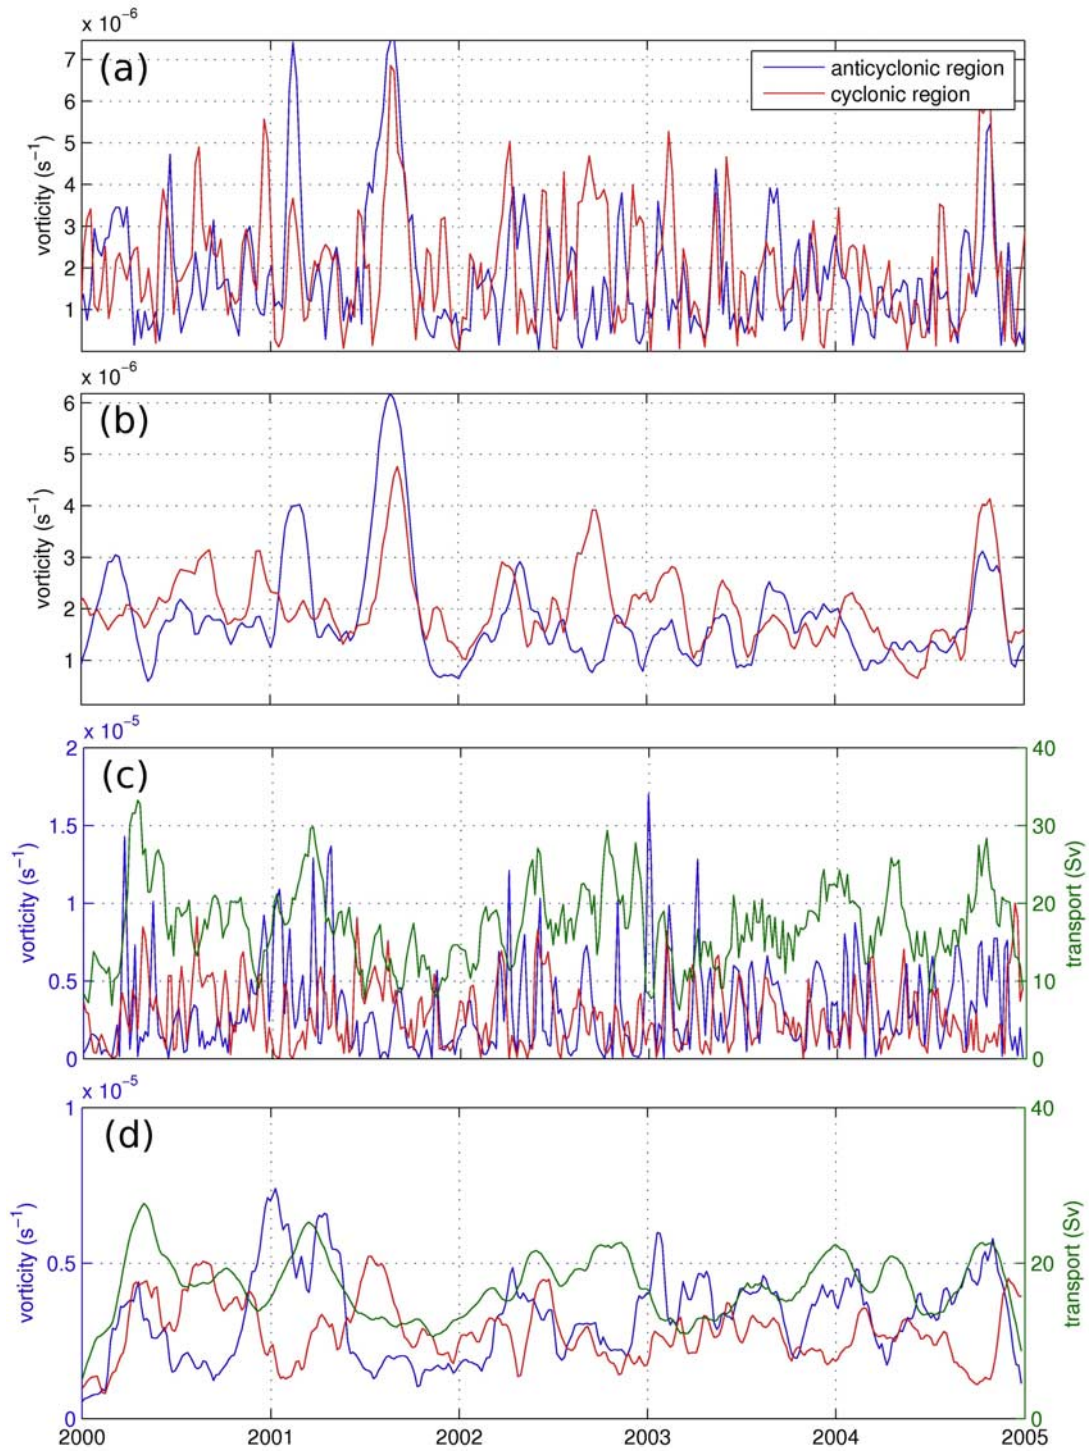 x 10⁻⁶
(a)
7
6
5
4
3
2
1
vorticity (s⁻¹)
anticyclonic region
cyclonic region
x 10⁻⁶
(b)
6
5
4
3
2
1
vorticity (s⁻¹)
x 10⁻⁵
(c)
2
1.5
1
0.5
0
vorticity (s⁻¹)
40
30
20
10
0
transport (Sv)
x 10⁻⁵
(d)
1
0.5
0
vorticity (s⁻¹)
40
20
0
transport (Sv)
2000 2001 2002 2003 2004 2005